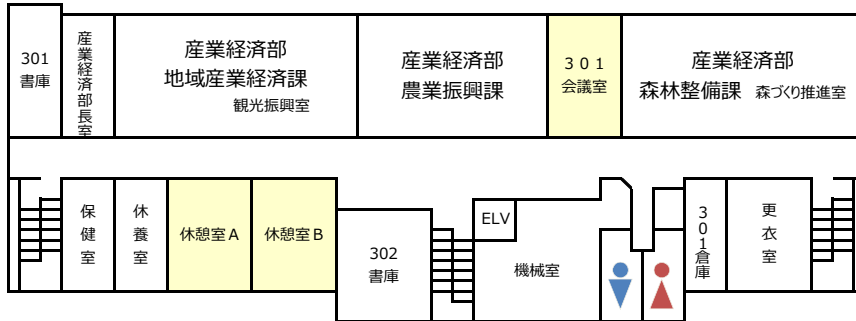 301
書庫
産業経済部長室
産業経済部
地域産業経済課
観光振興室
産業経済部
農業振興課
３０１
会議室
産業経済部
森林整備課 森づくり推進室
保健室
休養室
休憩室Ａ
休憩室Ｂ
302
書庫
ELV
機械室
301倉庫
更衣室